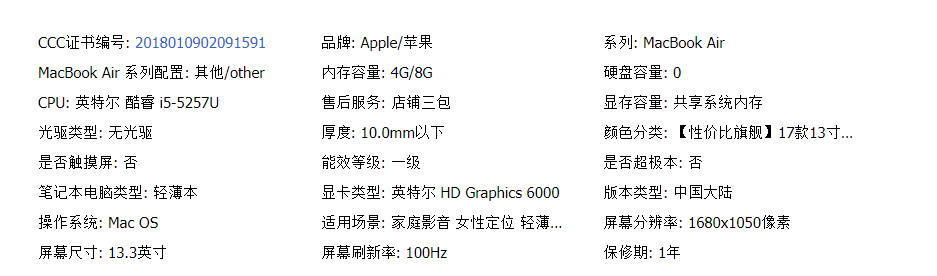 CCC证书编号: 2018010902091591 品牌: Apple/苹果 系列: MacBook Air
MacBook Air 系列配置: 其他/other 内存容量: 4G/8G 硬盘容量: 0
CPU: 英特尔 酷睿 i5-5257U 售后服务: 店铺三包 显存容量: 共享系统内存
光驱类型: 无光驱 厚度: 10.0mm以下 颜色分类: 【性价比旗舰】17款13寸...
是否触摸屏: 否 能效等级: 一级 是否超极本: 否
笔记本电脑类型: 轻薄本 显卡类型: 英特尔 HD Graphics 6000 版本类型: 中国大陆
操作系统: Mac OS 适用场景: 家庭影音 女性定位 轻薄... 屏幕分辨率: 1680x1050像素
屏幕尺寸: 13.3英寸 屏幕刷新率: 100Hz 保修期: 1年